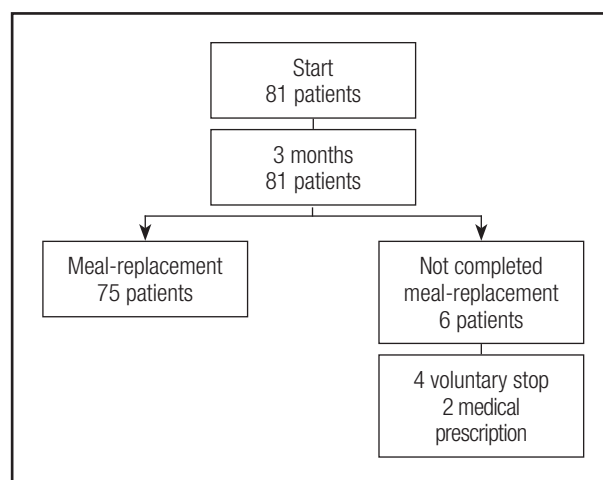 Start
81 patients
3 months
81 patients
Meal-replacement
75 patients
Not completed
meal-replacement
6 patients
4 voluntary stop
2 medical
prescription